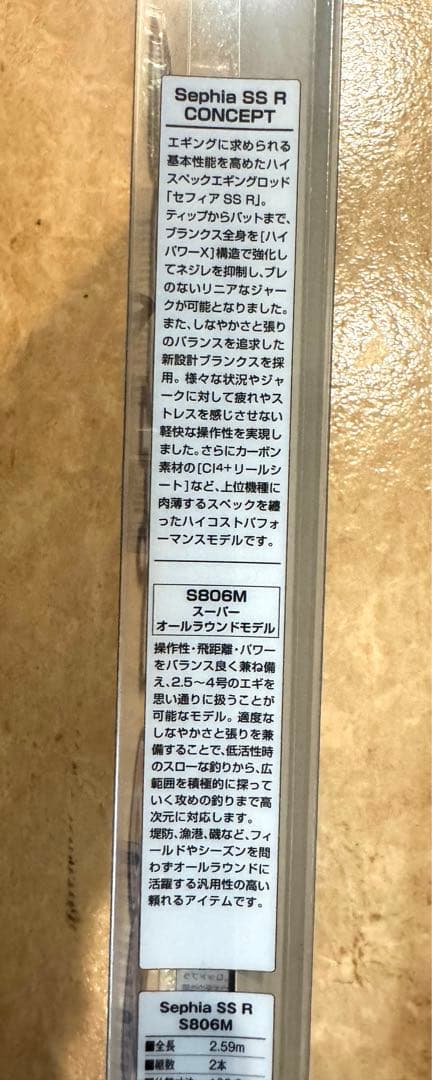 Sephia SS R
CONCEPT
エギングに求められる
基本性能を高めたハイ
スペックエギングロッド
「セフィア SS R」。
ティップからバットまで、
ブランクス全身を[ハイ
パワーX]構造で強化し
てネジレを抑制し、ブレ
のないリニアなジャー
クが可能となりました。
また、しなやかさと張り
のバランスを追求した
新設計ブランクスを採
用。様々な状況やジャ
ークに対して疲れやス
トレスを感じさせない
軽快な操作性を実現し
ました。さらにカーボン
素材の[CI4+リールシ
ート]など、上位機種に
肉薄するスペックを纏
ったハイコストパフォ
ーマンスモデルです。
S806M
スーパー
オールラウンドモデル
操作性・飛距離・パワー
をバランス良く兼ね備
え、2.5～4号のエギを
思い通りに扱うことが
可能なモデル。適度な
しなやかさと張りを兼
備することで、低活性時
のスローな釣りから、広
範囲を積極的に探って
いく攻めの釣りまで高
次元に対応します。
堤防、漁港、磯など、フィ
ールドやシーズンを問
わずオールラウンドに
活躍する汎用性の高い
頼れるアイテムです。
Sephia SS R
S806M
■全長 2.59m
■継数 2本